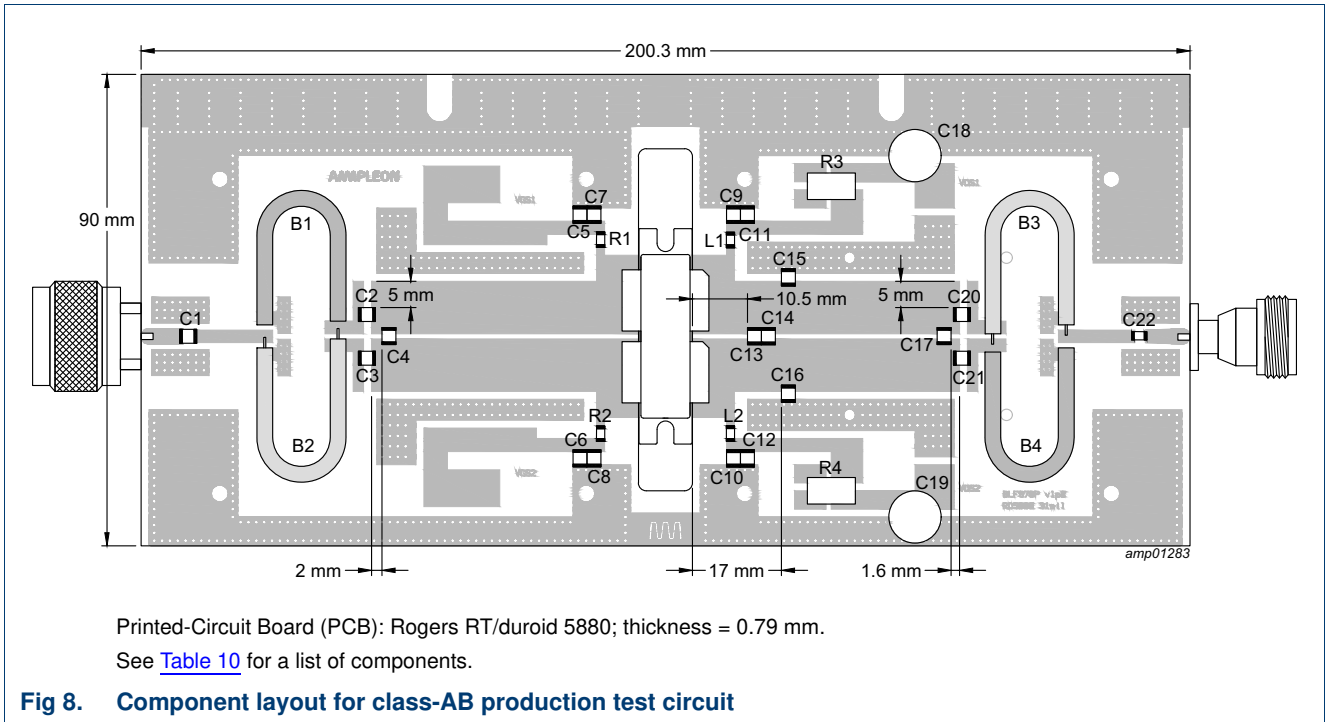 200.3 mm
90 mm
AMPLEON
B1
B2
B3
B4
C1
C2
C3
C4
5 mm
C7
C5
R1
VGS1
C9
C11
L1
R3
C18
VDS1
C15
10.5 mm
5 mm
C20
C14
C13
C17
C22
C21
C16
R2
C6
C8
VGS2
L2
C12
C10
R4
C19
2 mm
17 mm
1.6 mm
amp01283
Printed-Circuit Board (PCB): Rogers RT/duroid 5880; thickness = 0.79 mm.
See Table 10 for a list of components.
Fig 8. Component layout for class-AB production test circuit